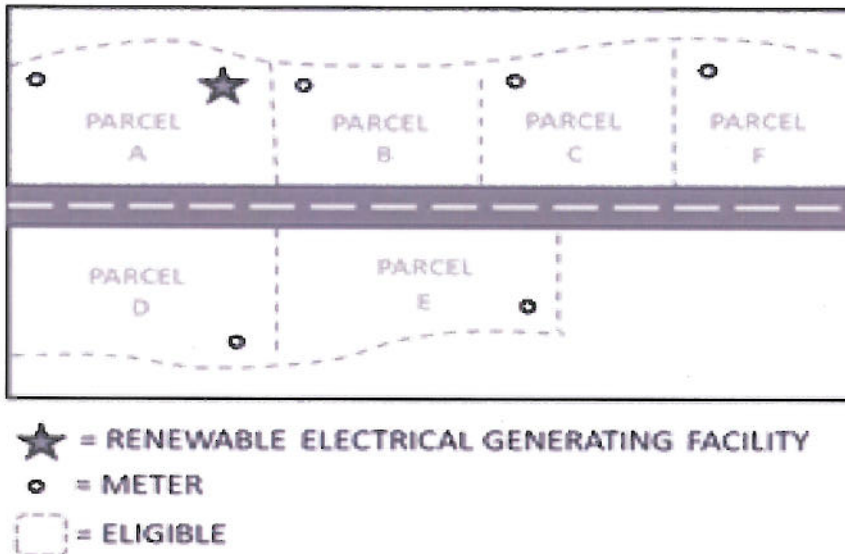 PARCEL
A
PARCEL
B
PARCEL
C
PARCEL
F
PARCEL
D
PARCEL
E
= RENEWABLE ELECTRICAL GENERATING FACILITY
= METER
= ELIGIBLE